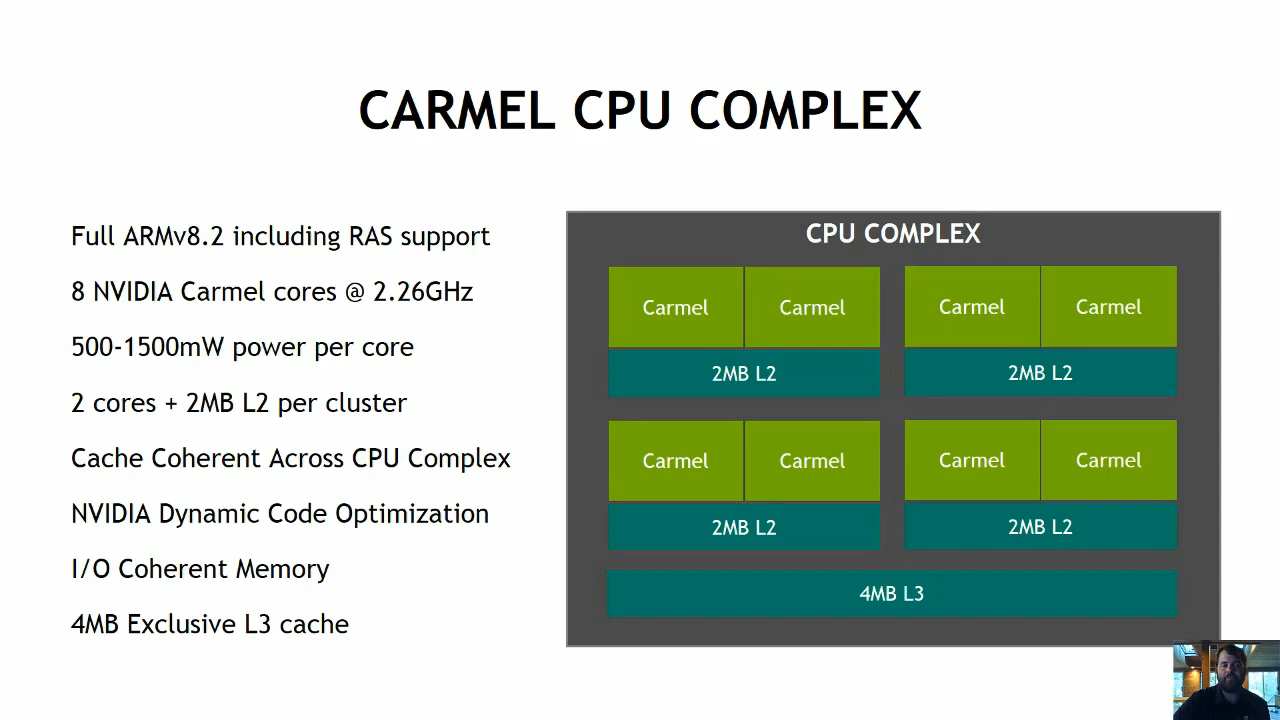 CARMEL CPU COMPLEX
Full ARMv8.2 including RAS support
8 NVIDIA Carmel cores @ 2.26GHz
500-1500mW power per core
2 cores + 2MB L2 per cluster
Cache Coherent Across CPU Complex
NVIDIA Dynamic Code Optimization
I/O Coherent Memory
4MB Exclusive L3 cache
CPU COMPLEX
Carmel Carmel Carmel Carmel
2MB L2 2MB L2
Carmel Carmel Carmel Carmel
2MB L2 2MB L2
4MB L3